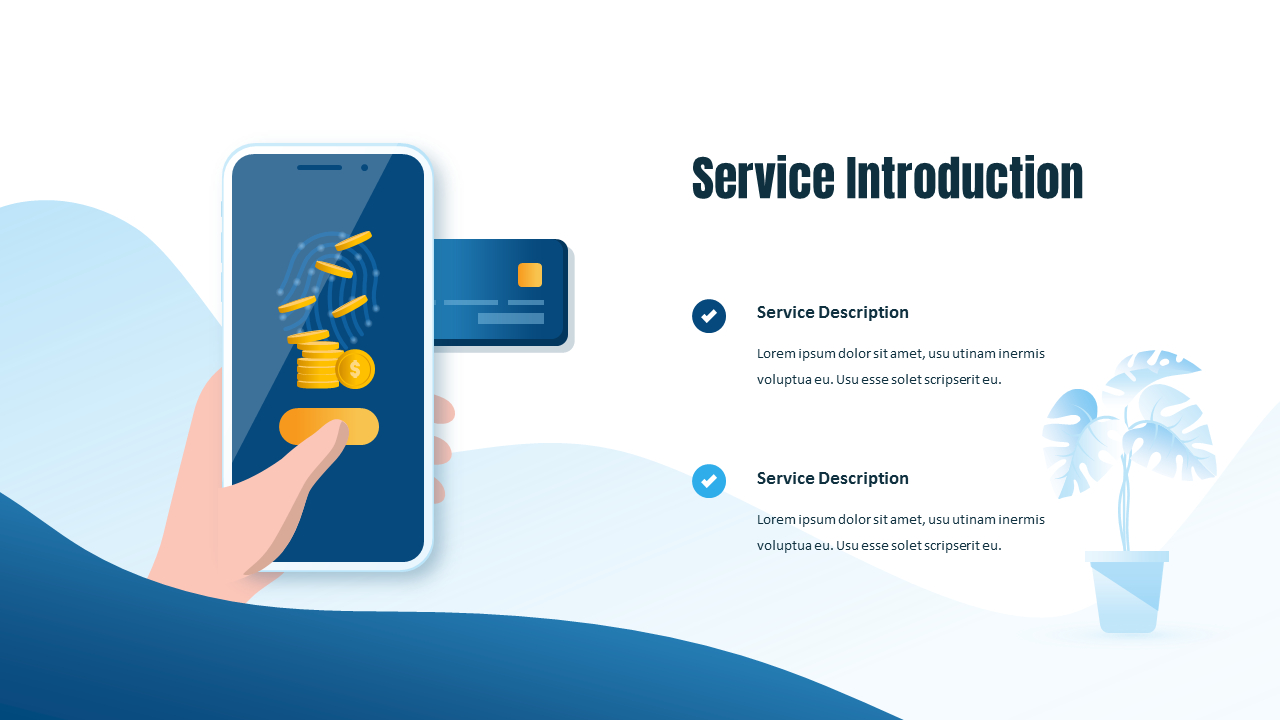 Service Introduction
Service Description
Lorem ipsum dolor sit amet, usu utinam inermis
voluptua eu. Usu esse solet scripserit eu.
Service Description
Lorem ipsum dolor sit amet, usu utinam inermis
voluptua eu. Usu esse solet scripserit eu.
$